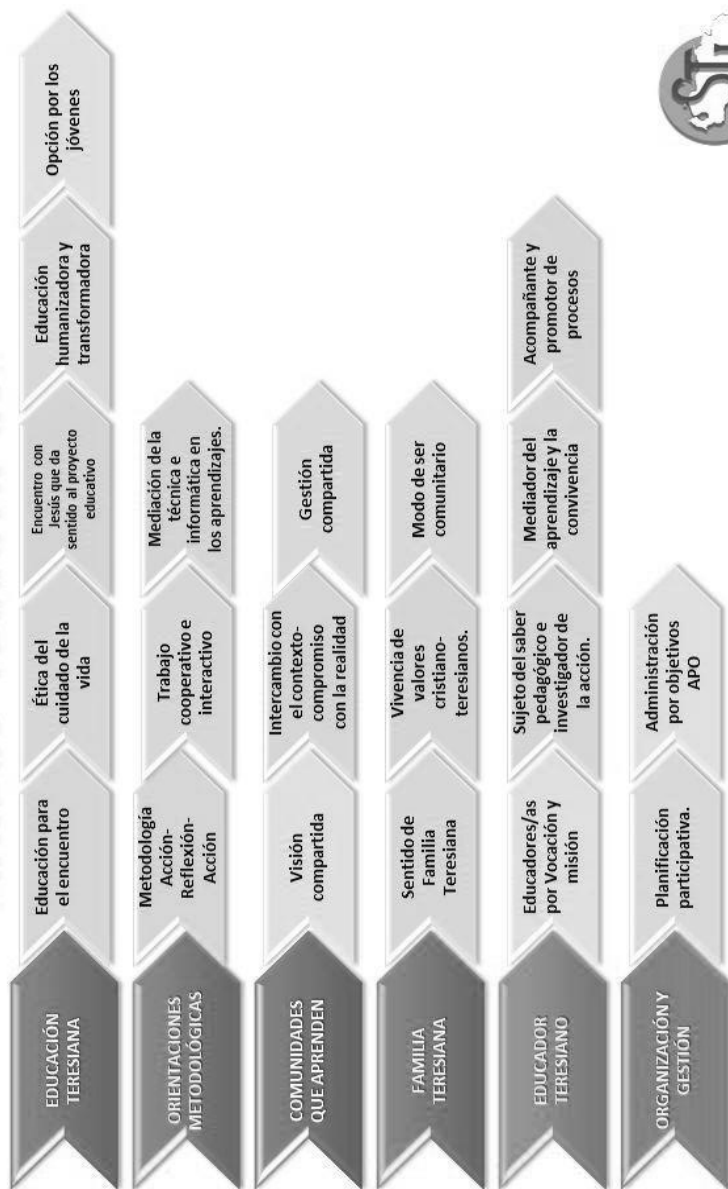 EDUCACIÓN
TERESIANA
Educación para
el encuentro
Ética del
cuidado de la
vida
Encuentro con
Jesús que da
sentido al proyecto
educativo
Educación
humanizadora y
transformadora
Opción por los
jóvenes
ORIENTACIONES
METODOLÓGICAS
Metodología
Acción-
Reflexión-
Acción
Trabajo
cooperativo e
interactivo
Mediación de la
técnica e
informática en
los aprendizajes.
COMUNIDADES
QUE APRENDEN
Visión
compartida
Intercambio con
el contexto-
compromiso
con la realidad
Gestión
compartida
FAMILIA
TERESIANA
Sentido de
Familia
Teresiana
Vivencia de
valores
cristiano-
teresianos.
Modo de ser
comunitario
EDUCADOR
TERESIANO
Educadores/as
por Vocación y
misión
Sujeto del saber
pedagógico e
investigador de
la acción.
Mediador del
aprendizaje y la
convivencia
Acompañante y
promotor de
procesos
ORGANIZACIÓN Y
GESTIÓN
Planificación
participativa.
Administración
por objetivos
APO